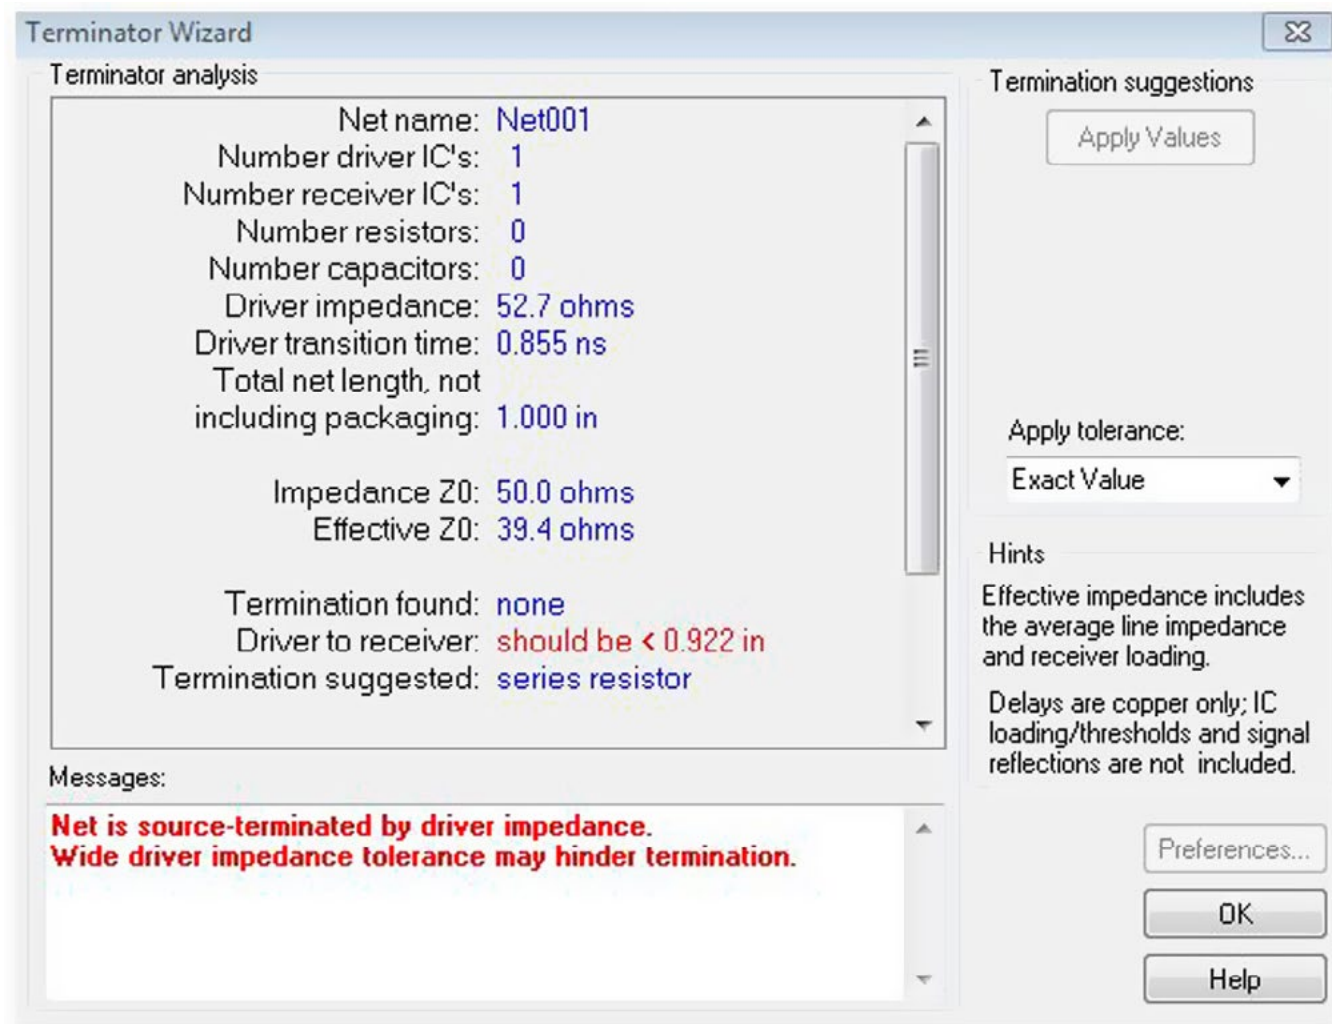 Terminator Wizard
Terminator analysis
Net name: Net001
Number driver IC's: 1
Number receiver IC's: 1
Number resistors: 0
Number capacitors: 0
Driver impedance: 52.7 ohms
Driver transition time: 0.855 ns
Total net length, not
including packaging: 1.000 in
Impedance Z0: 50.0 ohms
Effective Z0: 39.4 ohms
Termination found: none
Driver to receiver: should be < 0.922 in
Termination suggested: series resistor
Messages:
Net is source-terminated by driver impedance.
Wide driver impedance tolerance may hinder termination.
Termination suggestions
Apply Values
Apply tolerance:
Exact Value
Hints
Effective impedance includes
the average line impedance
and receiver loading.
Delays are copper only; IC
loading/thresholds and signal
reflections are not included.
Preferences...
OK
Help